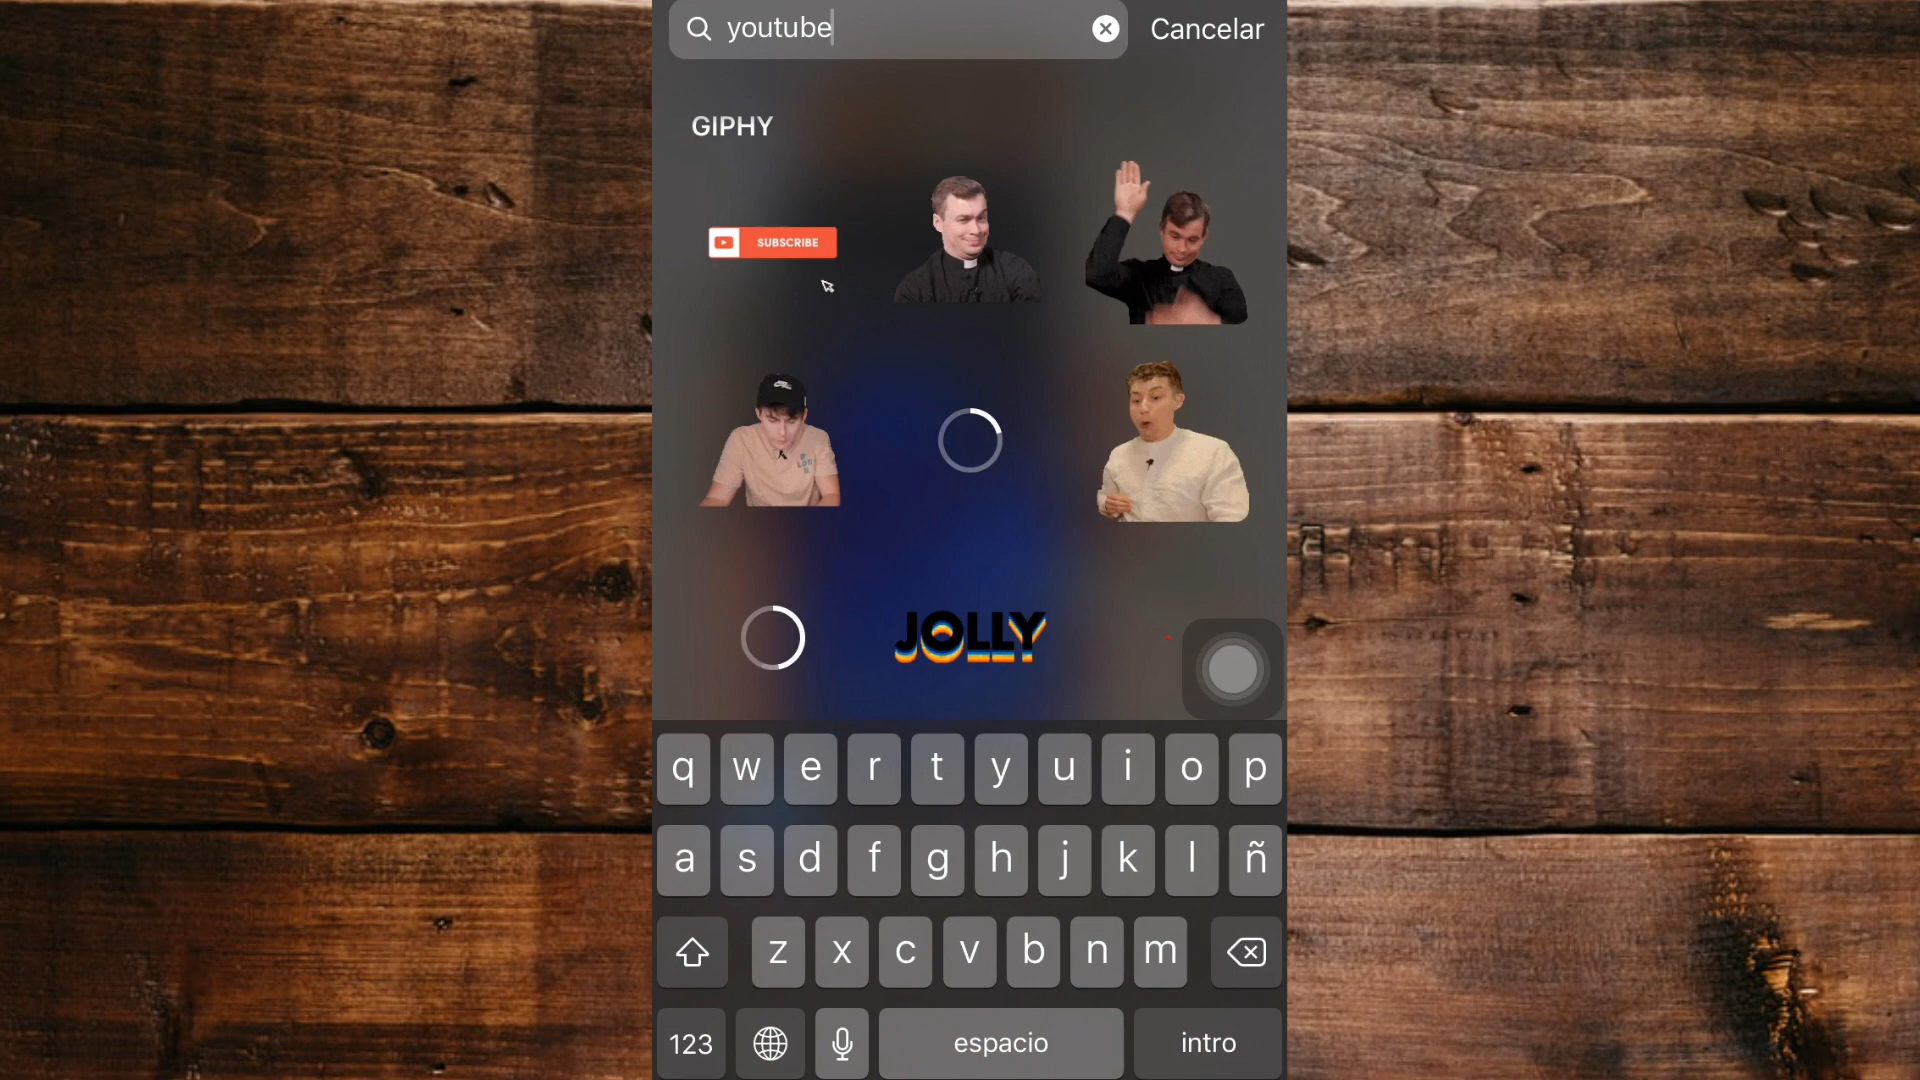 youtube
Cancelar
GIPHY
SUBSCRIBE
JOLLY
q w e r t y u i o p
a s d f g h j k l ñ
z x c v b n m
123 espacio intro